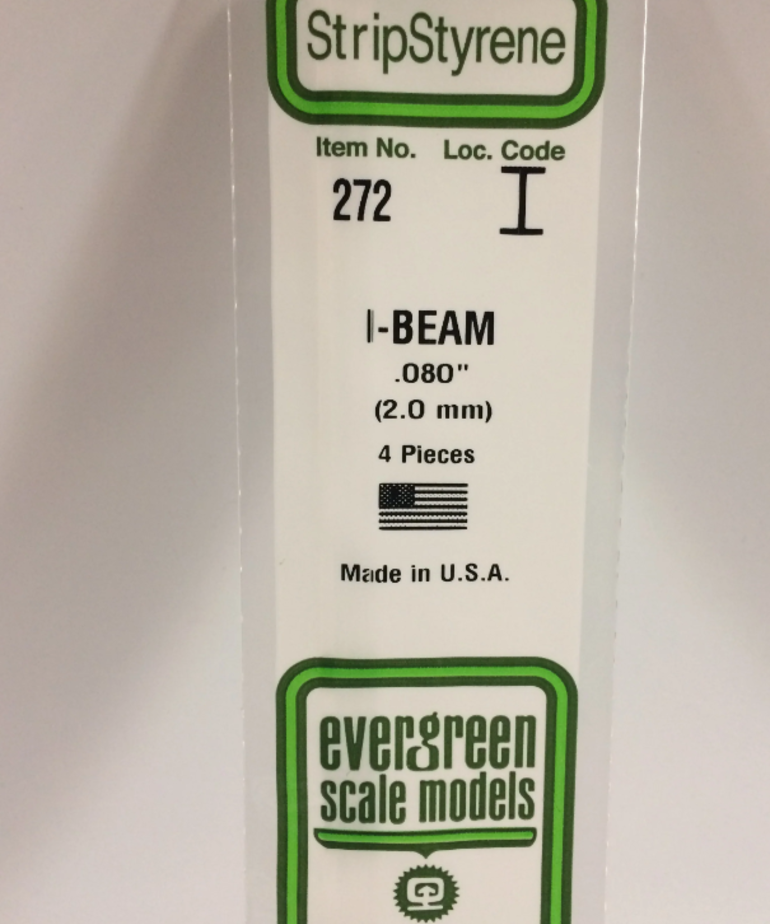 StripStyrene
Item No. Loc. Code
272 I
I-BEAM
.080"
(2.0 mm)
4 Pieces
Made in U.S.A.
evergreen
scale models